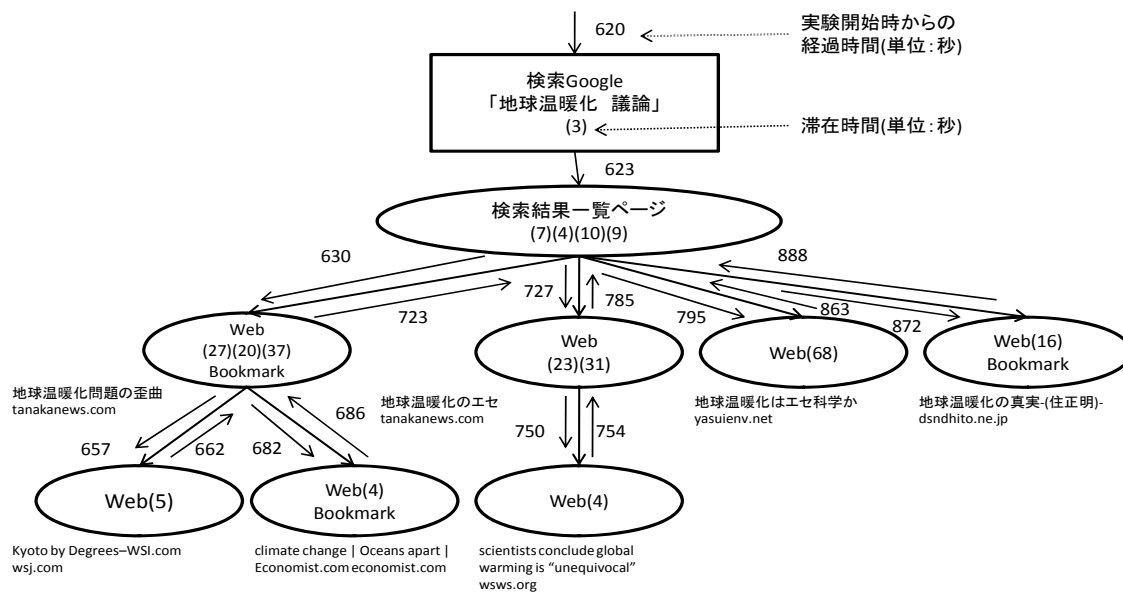 620
実験開始時からの
経過時間(単位:秒)
検索Google
「地球温暖化 議論」
(3)
滞在時間(単位:秒)
623
検索結果一覧ページ
(7)(4)(10)(9)
630
723
727
785
795
863
872
888
Web
(27)(20)(37)
Bookmark
地球温暖化問題の歪曲
tanakanews.com
Web
(23)(31)
地球温暖化のエセ
tanakanews.com
Web(68)
地球温暖化はエセ科学か
yasuienv.net
Web(16)
Bookmark
地球温暖化の真実-(住正明)-
dsndhito.ne.jp
657
662
682
686
750
754
Web(5)
Kyoto by Degrees–WSI.com
wsj.com
Web(4)
Bookmark
climate change | Oceans apart |
Economist.com economist.com
Web(4)
scientists conclude global
warming is “unequivocal”
wsws.org